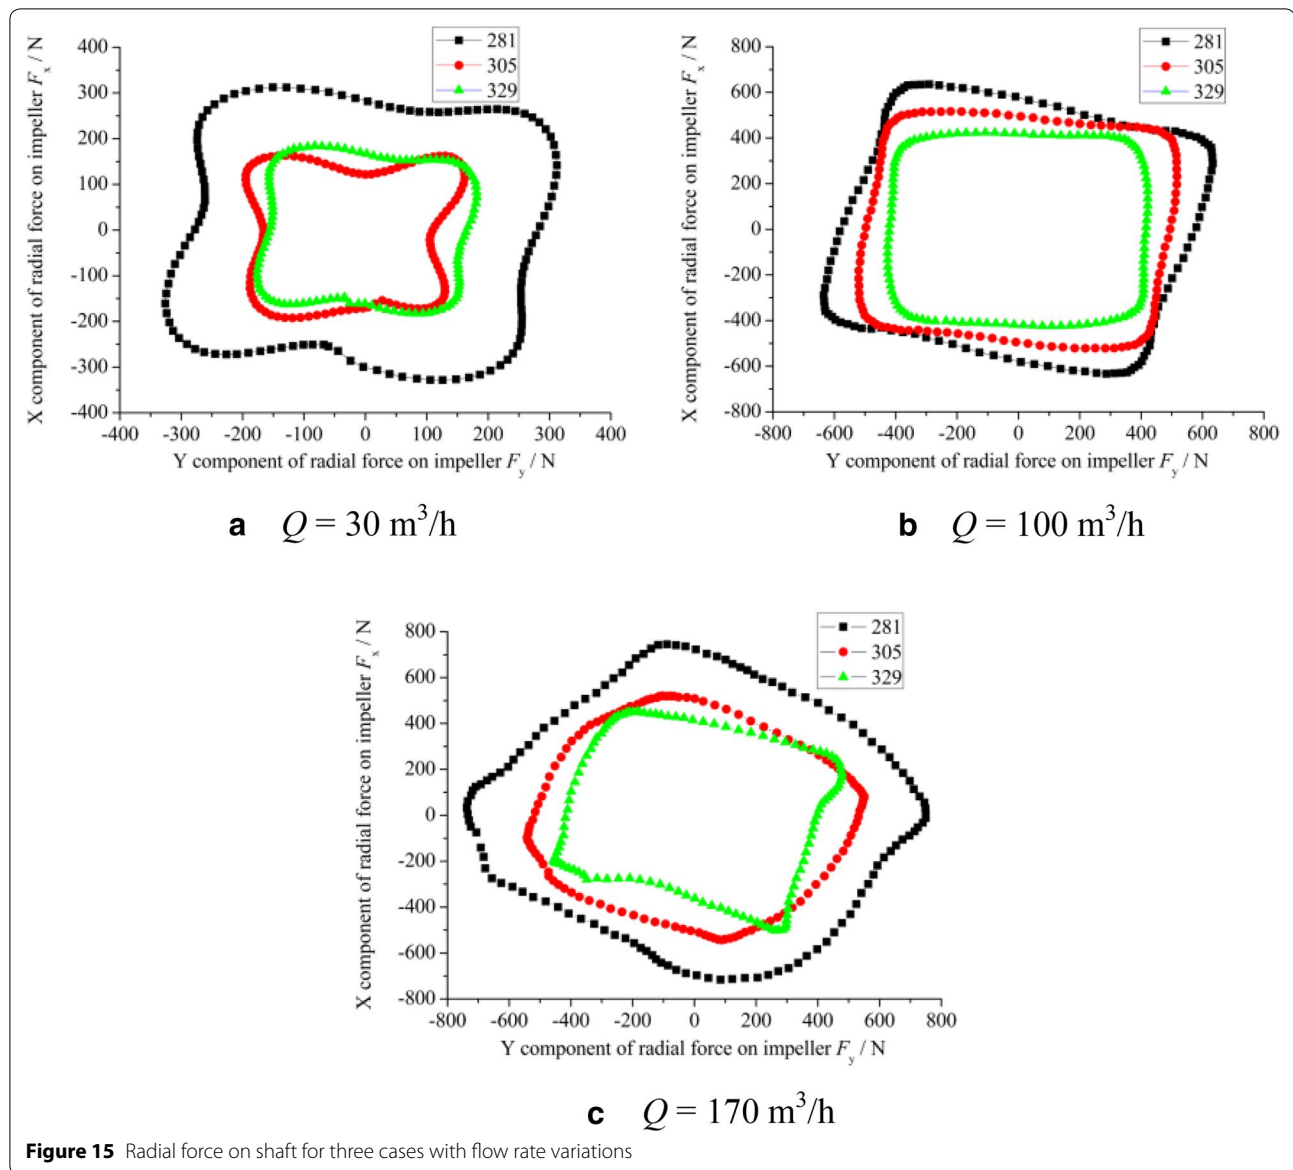 X component of radial force on impeller Fx / N
400
300
200
100
0
-100
-200
-300
-400
-400 -300 -200 -100 0 100 200 300 400
Y component of radial force on impeller Fy / N
281
305
329
a Q = 30 m³/h
X component of radial force on impeller Fx / N
800
600
400
200
0
-200
-400
-600
-800
-800 -600 -400 -200 0 200 400 600 800
Y component of radial force on impeller Fy / N
281
305
329
b Q = 100 m³/h
X component of radial force on impeller Fx / N
800
600
400
200
0
-200
-400
-600
-800
-800 -600 -400 -200 0 200 400 600 800
Y component of radial force on impeller Fy / N
281
305
329
c Q = 170 m³/h
Figure 15 Radial force on shaft for three cases with flow rate variations